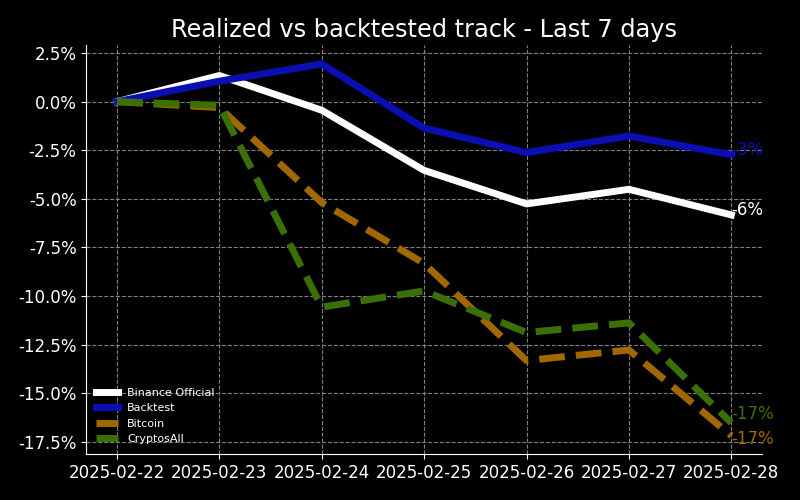 Realized vs backtested track - Last 7 days
2.5%
0.0%
-2.5%
-5.0%
-7.5%
-10.0%
-12.5%
-15.0%
-17.5%
-3%
-6%
-17%
-17%
Binance Official
Backtest
Bitcoin
CryptosAll
2025-02-22 2025-02-23 2025-02-24 2025-02-25 2025-02-26 2025-02-27 2025-02-28